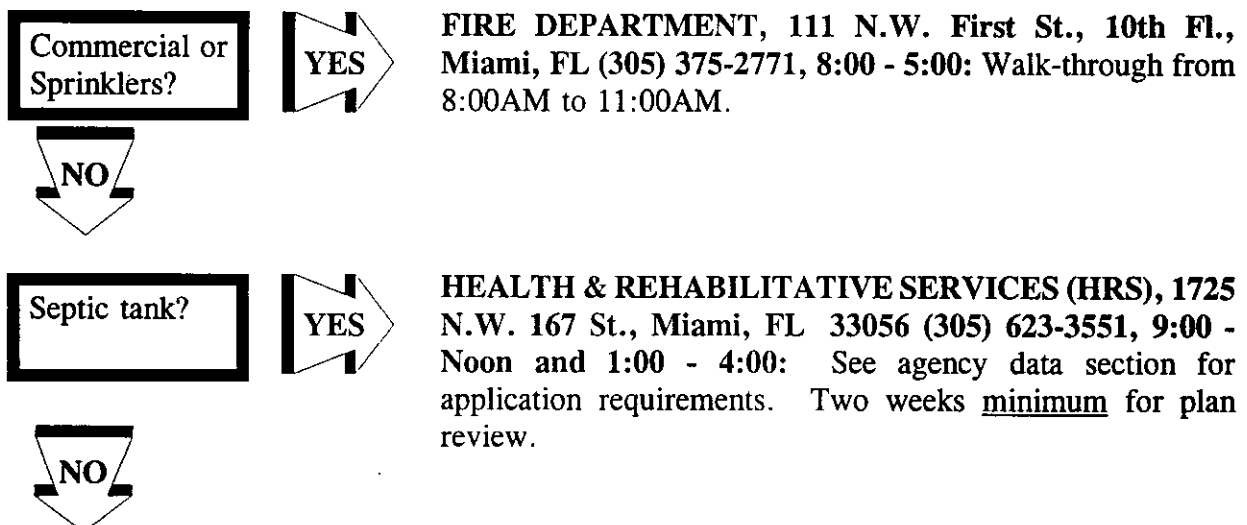 Commercial or
Sprinklers?
YES
FIRE DEPARTMENT, 111 N.W. First St., 10th Fl.,
Miami, FL (305) 375-2771, 8:00 - 5:00: Walk-through from
8:00AM to 11:00AM.
NO
Septic tank?
YES
HEALTH & REHABILITATIVE SERVICES (HRS), 1725
N.W. 167 St., Miami, FL 33056 (305) 623-3551, 9:00 -
Noon and 1:00 - 4:00: See agency data section for
application requirements. Two weeks minimum for plan
review.
NO